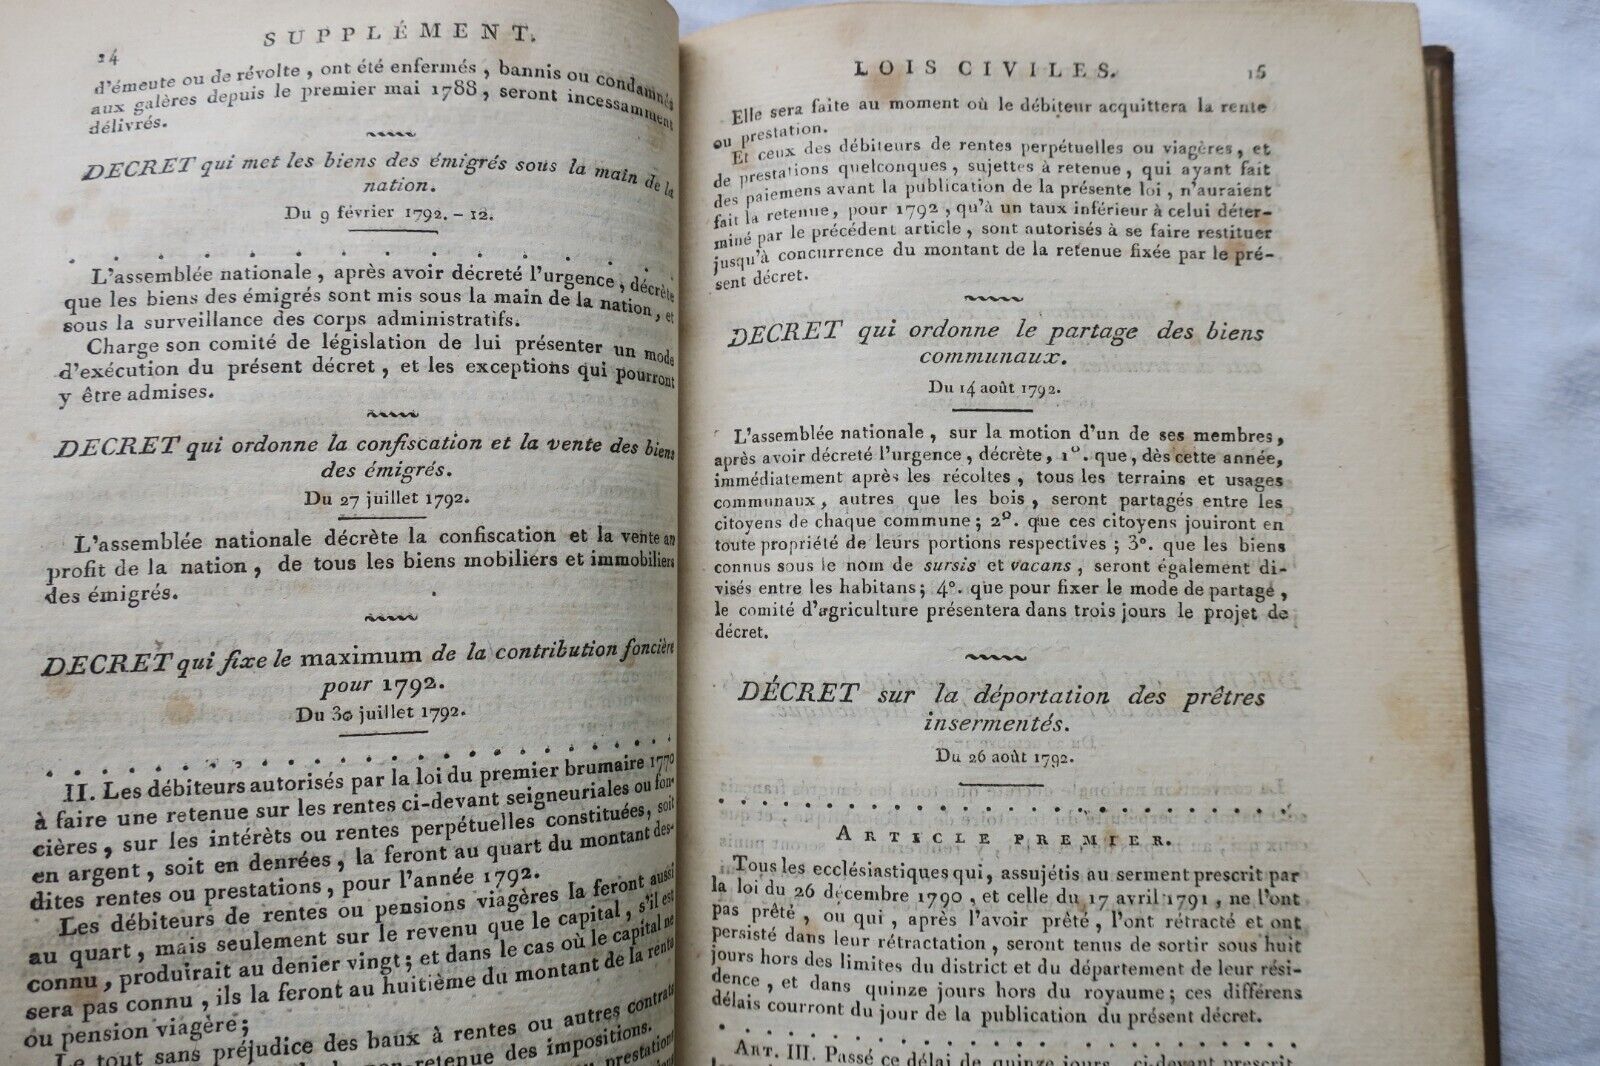 24
SUPPLÉMENT.
d'émeute ou de révolte, ont été enfermés, bannis ou condamnés
aux galères depuis le premier mai 1788, seront incessamment
délivrés.
DECRET qui met les biens des émigrés sous la main de la
nation.
Du 9 février 1792. - 12.
L'assemblée nationale, après avoir décreté l'urgence, décrète
que les biens des émigrés sont mis sous la main de la nation, et
sous la surveillance des corps administratifs.
Charge son comité de législation de lui présenter un mode
d'exécution du présent décret, et les exceptions qui pourront
y être admises.
DECRET qui ordonne la confiscation et la vente des biens
des émigrés.
Du 27 juillet 1792.
L'assemblée nationale décrète la confiscation et la vente au
profit de la nation, de tous les biens mobiliers et immobiliers
des émigrés.
DECRET qui fixe le maximum de la contribution foncière
pour 1792.
Du 30 juillet 1792.
II. Les débiteurs autorisés par la loi du premier brumaire 1770
à faire une retenue sur les rentes ci-devant seigneuriales ou fon-
cières, sur les intérêts ou rentes perpétuelles constituées, soit
en argent, soit en denrées, la feront au quart du montant des-
dites rentes ou prestations, pour l'année 1792.
Les débiteurs de rentes ou pensions viagères la feront aussi
au quart, mais seulement sur le revenu que le capital, s'il est
connu, produirait au denier vingt; et dans le cas où le capital ne
sera pas connu, ils la feront au huitième du montant de la rente
ou pension viagère;
Le tout sans préjudice des baux à rentes ou autres contrats
non-retenue des impositions.
prestation
LOIS CIVILES.
15
Elle sera faite au moment où le débiteur acquittera la rente
ou prestation.
Et ceux des débiteurs de rentes perpétuelles ou viagères, et
de prestations quelconques, sujettes à retenue, qui ayant fait
des paiemens avant la publication de la présente loi, n'auraient
fait la retenue, pour 1792, qu'à un taux inférieur à celui déter-
miné par le précédent article, sont autorisés à se faire restituer
jusqu'à concurrence du montant de la retenue fixée par le pré-
sent décret.
DECRET qui ordonne le partage des biens
communaux.
Du 14 août 1792.
L'assemblée nationale, sur la motion d'un de ses membres,
après avoir décreté l'urgence, décrète, 1°. que, dès cette année,
immédiatement après les récoltes, tous les terrains et usages
communaux, autres que les bois, seront partagés entre les
citoyens de chaque commune; 2°. que ces citoyens jouiront en
toute propriété de leurs portions respectives; 3°. que les biens
connus sous le nom de sursis et vacans, seront également di-
visés entre les habitans; 4°. que pour fixer le mode de partage,
le comité d'agriculture présentera dans trois jours le projet de
décret.
DÉCRET sur la déportation des prêtres
insermentés.
Du 26 août 1792.
ARTICLE PREMIER.
Tous les ecclésiastiques qui, assujétis au serment prescrit par
la loi du 26 décembre 1790, et celle du 17 avril 1791, ne l'ont
pas prêté, ou qui, après l'avoir prêté, l'ont rétracté et ont
persisté dans leur rétractation, seront tenus de sortir sous huit
jours hors des limites du district et du département de leur rési-
dence, et dans quinze jours hors du royaume; ces différens
délais courront du jour de la publication du présent décret.
ART. III. Passé ce délai de quinze jours, ci-devant prescrit